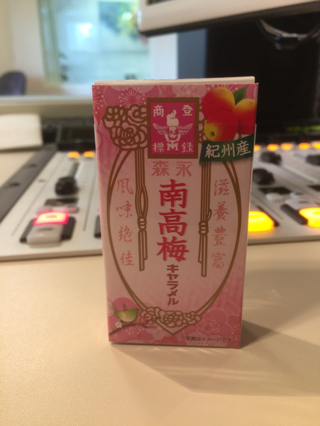 商 登
標 録
紀州産
森永
滋養豊富
南高梅キャラメル
風味絶佳